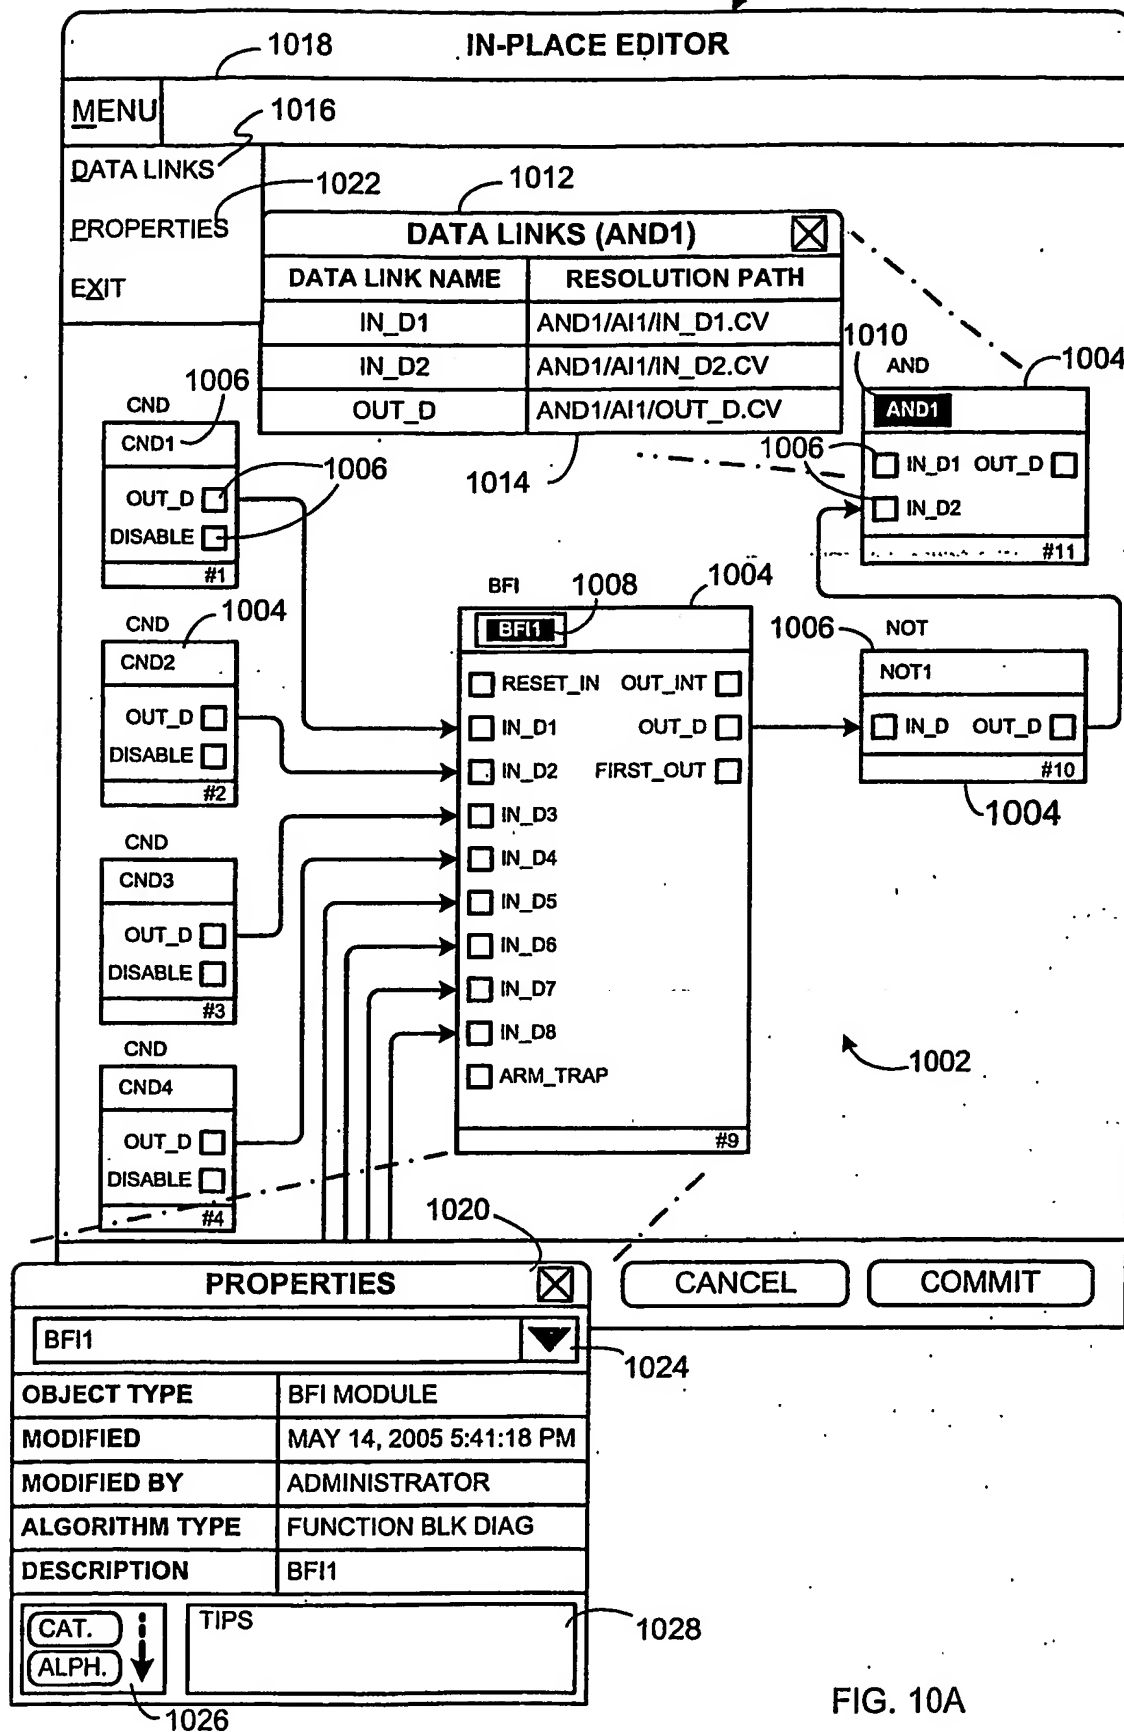 IN-PLACE EDITOR
1018
MENU
1016
DATA LINKS
1022
PROPERTIES
EXIT
1012
DATA LINKS (AND1)
DATA LINK NAME RESOLUTION PATH
IN_D1 AND1/AI1/IN_D1.CV
IN_D2 AND1/AI1/IN_D2.CV
OUT_D AND1/AI1/OUT_D.CV
1014
1010
AND
1004
AND1
1006
IN_D1 OUT_D
IN_D2
#11
CND
1006
CND1
1006
OUT_D
DISABLE
#1
CND
1004
CND2
OUT_D
DISABLE
#2
CND
CND3
OUT_D
DISABLE
#3
CND
CND4
OUT_D
DISABLE
#4
BFI
1008
1004
BFI1
RESET_IN OUT_INT
IN_D1 OUT_D
IN_D2 FIRST_OUT
IN_D3
IN_D4
IN_D5
IN_D6
IN_D7
IN_D8
ARM_TRAP
#9
1006
NOT
NOT1
IN_D OUT_D
#10
1004
1002
1020
PROPERTIES
CANCEL COMMIT
BFI1
1024
OBJECT TYPE BFI MODULE
MODIFIED MAY 14, 2005 5:41:18 PM
MODIFIED BY ADMINISTRATOR
ALGORITHM TYPE FUNCTION BLK DIAG
DESCRIPTION BFI1
CAT.
ALPH.
TIPS
1028
1026
FIG. 10A